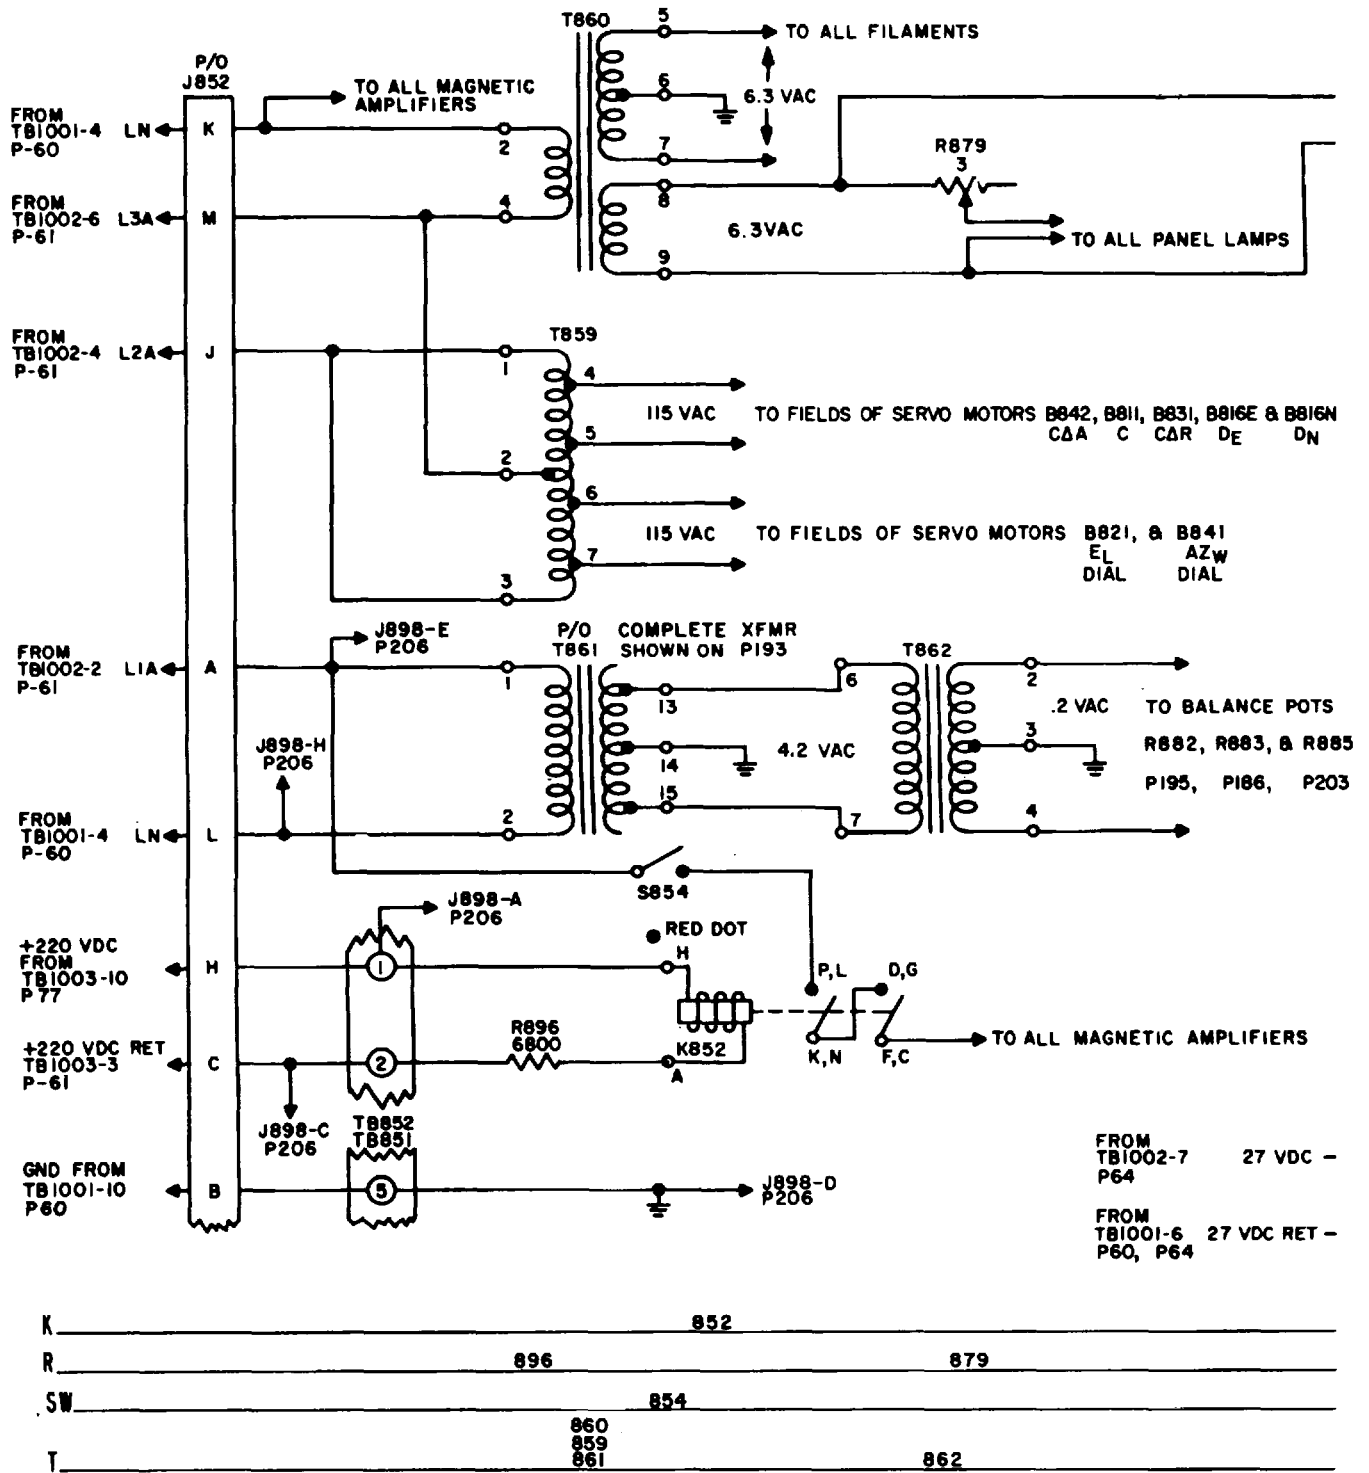 T860
5
TO ALL FILAMENTS
P/O
J852
TO ALL MAGNETIC
AMPLIFIERS
6
6.3 VAC
FROM
TB1001-4 LN
P-60
K
2
7
R879
3
8
FROM
TB1002-6 L3A
P-61
M
4
6.3VAC
TO ALL PANEL LAMPS
9
FROM
TB1002-4 L2A
P-61
J
T859
1
4
115 VAC TO FIELDS OF SERVO MOTORS B842, B811, B831, B816E & B816N
CΔA C CΔR DE DN
5
2
6
115 VAC TO FIELDS OF SERVO MOTORS B821, & B841
EL AZW
DIAL DIAL
7
3
J898-E
P206
P/O COMPLETE XFMR
T861 SHOWN ON P193
T862
FROM
TB1002-2 L1A
P-61
A
1
13
6
2
.2 VAC TO BALANCE POTS
J898-H
P206
14
4.2 VAC
3
R882, R883, & R885
P195, P186, P203
15
FROM
TB1001-4 LN
P-60
L
2
7
4
S854
J898-A
P206
RED DOT
+220 VDC
FROM
TB1003-10
P77
H
1
H
P,L
D,G
R896
6800
K852
+220 VDC RET
TB1003-3
P-61
C
2
A
K,N
F,C
TO ALL MAGNETIC AMPLIFIERS
J898-C
P206
TB852
TB851
GND FROM
TB1001-10
P60
B
5
J898-D
P206
FROM
TB1002-7 27 VDC -
P64
FROM
TB1001-6 27 VDC RET -
P60, P64
K 852
R 896 879
SW 854
860
859
T 861 862